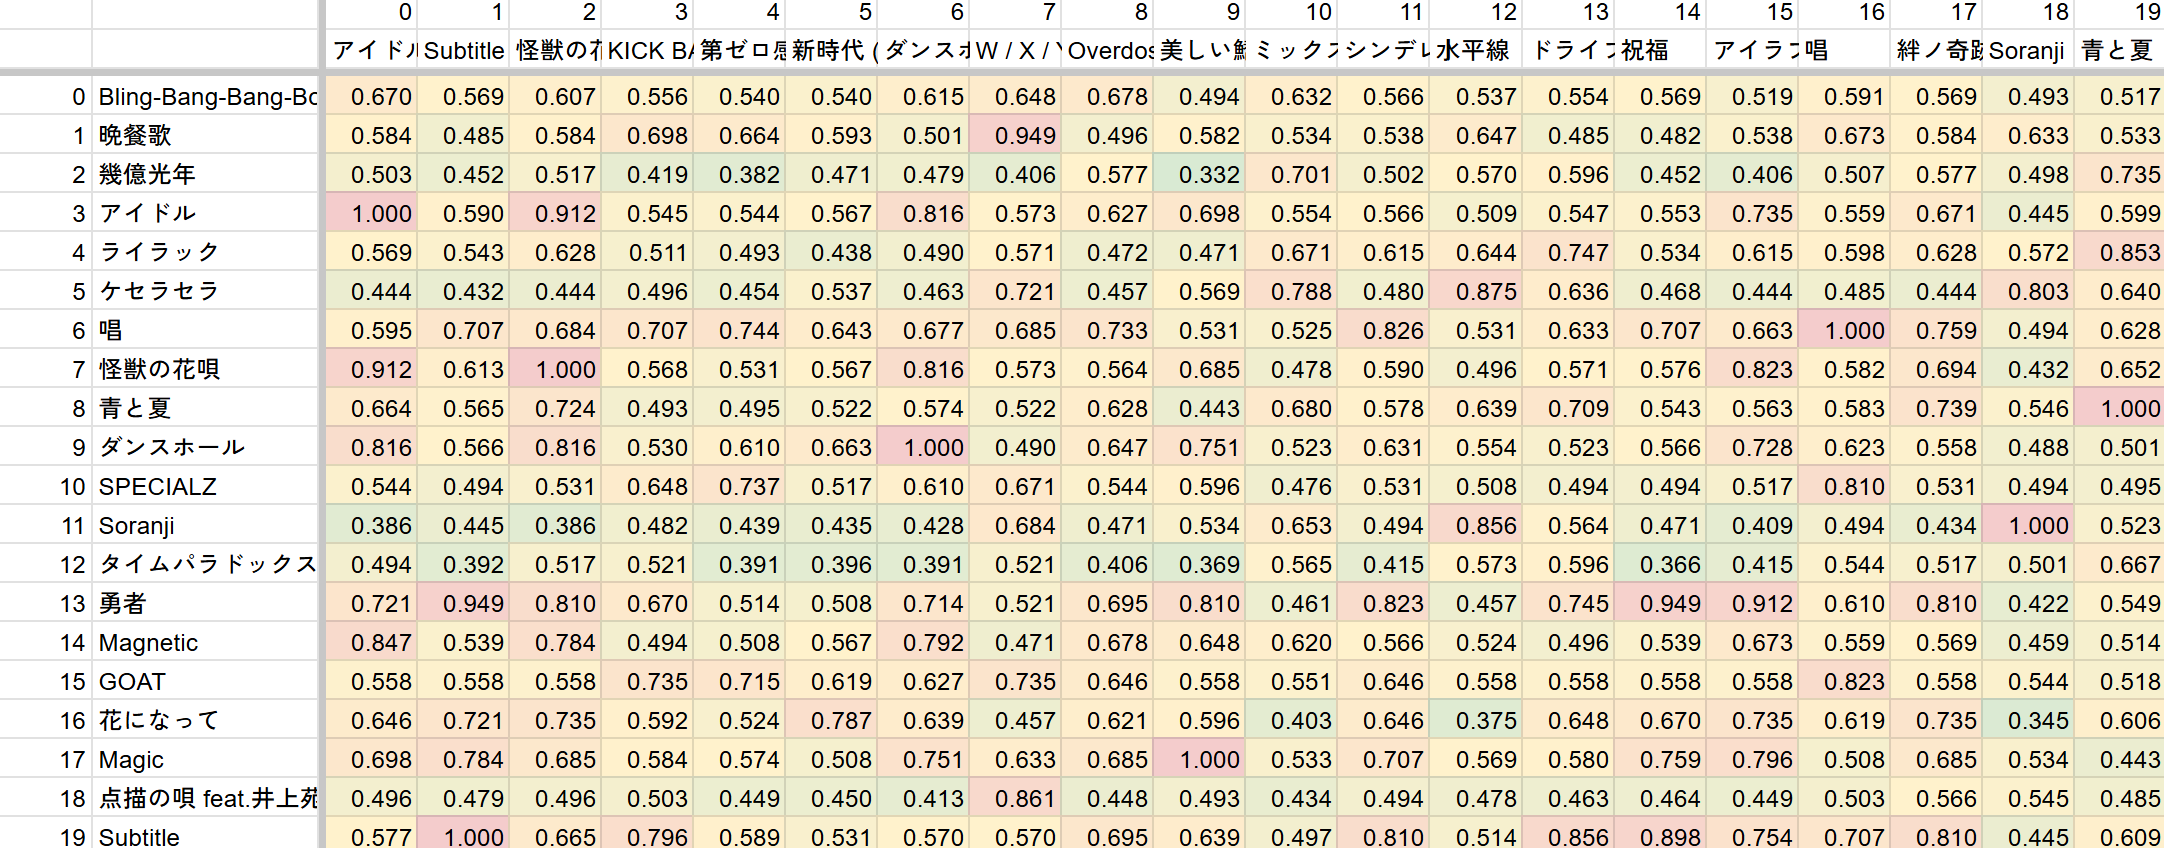 0 1 2 3 4 5 6 7 8 9 10 11 12 13 14 15 16 17 18 19
アイドル Subtitle 怪獣の花 KICK BA 第ゼロ感 新時代 ( ダンスホ W / X / Y Overdos 美しい鰭 ミックス シンデレ 水平線 ドライフ 祝福 アイラブ 唱 絆ノ奇跡 Soranji 青と夏
0 Bling-Bang-Bang-Bo 0.670 0.569 0.607 0.556 0.540 0.540 0.615 0.648 0.678 0.494 0.632 0.566 0.537 0.554 0.569 0.519 0.591 0.569 0.493 0.517
1 晩餐歌 0.584 0.485 0.584 0.698 0.664 0.593 0.501 0.949 0.496 0.582 0.534 0.538 0.647 0.485 0.482 0.538 0.673 0.584 0.633 0.533
2 幾億光年 0.503 0.452 0.517 0.419 0.382 0.471 0.479 0.406 0.577 0.332 0.701 0.502 0.570 0.596 0.452 0.406 0.507 0.577 0.498 0.735
3 アイドル 1.000 0.590 0.912 0.545 0.544 0.567 0.816 0.573 0.627 0.698 0.554 0.566 0.509 0.547 0.553 0.735 0.559 0.671 0.445 0.599
4 ライラック 0.569 0.543 0.628 0.511 0.493 0.438 0.490 0.571 0.472 0.471 0.671 0.615 0.644 0.747 0.534 0.615 0.598 0.628 0.572 0.853
5 ケセラセラ 0.444 0.432 0.444 0.496 0.454 0.537 0.463 0.721 0.457 0.569 0.788 0.480 0.875 0.636 0.468 0.444 0.485 0.444 0.803 0.640
6 唱 0.595 0.707 0.684 0.707 0.744 0.643 0.677 0.685 0.733 0.531 0.525 0.826 0.531 0.633 0.707 0.663 1.000 0.759 0.494 0.628
7 怪獣の花唄 0.912 0.613 1.000 0.568 0.531 0.567 0.816 0.573 0.564 0.685 0.478 0.590 0.496 0.571 0.576 0.823 0.582 0.694 0.432 0.652
8 青と夏 0.664 0.565 0.724 0.493 0.495 0.522 0.574 0.522 0.628 0.443 0.680 0.578 0.639 0.709 0.543 0.563 0.583 0.739 0.546 1.000
9 ダンスホール 0.816 0.566 0.816 0.530 0.610 0.663 1.000 0.490 0.647 0.751 0.523 0.631 0.554 0.523 0.566 0.728 0.623 0.558 0.488 0.501
10 SPECIALZ 0.544 0.494 0.531 0.648 0.737 0.517 0.610 0.671 0.544 0.596 0.476 0.531 0.508 0.494 0.494 0.517 0.810 0.531 0.494 0.495
11 Soranji 0.386 0.445 0.386 0.482 0.439 0.435 0.428 0.684 0.471 0.534 0.653 0.494 0.856 0.564 0.471 0.409 0.494 0.434 1.000 0.523
12 タイムパラドックス 0.494 0.392 0.517 0.521 0.391 0.396 0.391 0.521 0.406 0.369 0.565 0.415 0.573 0.596 0.366 0.415 0.544 0.517 0.501 0.667
13 勇者 0.721 0.949 0.810 0.670 0.514 0.508 0.714 0.521 0.695 0.810 0.461 0.823 0.457 0.745 0.949 0.912 0.610 0.810 0.422 0.549
14 Magnetic 0.847 0.539 0.784 0.494 0.508 0.567 0.792 0.471 0.678 0.648 0.620 0.566 0.524 0.496 0.539 0.673 0.559 0.569 0.459 0.514
15 GOAT 0.558 0.558 0.558 0.735 0.715 0.619 0.627 0.735 0.646 0.558 0.551 0.646 0.558 0.558 0.558 0.558 0.823 0.558 0.544 0.518
16 花になって 0.646 0.721 0.735 0.592 0.524 0.787 0.639 0.457 0.621 0.596 0.403 0.646 0.375 0.648 0.670 0.735 0.619 0.735 0.345 0.606
17 Magic 0.698 0.784 0.685 0.584 0.574 0.508 0.751 0.633 0.685 1.000 0.533 0.707 0.569 0.580 0.759 0.796 0.508 0.685 0.534 0.443
18 点描の唄 feat.井上苑 0.496 0.479 0.496 0.503 0.449 0.450 0.413 0.861 0.448 0.493 0.434 0.494 0.478 0.463 0.464 0.449 0.503 0.566 0.545 0.485
19 Subtitle 0.577 1.000 0.665 0.796 0.589 0.531 0.570 0.570 0.695 0.639 0.497 0.810 0.514 0.856 0.898 0.754 0.707 0.810 0.445 0.609